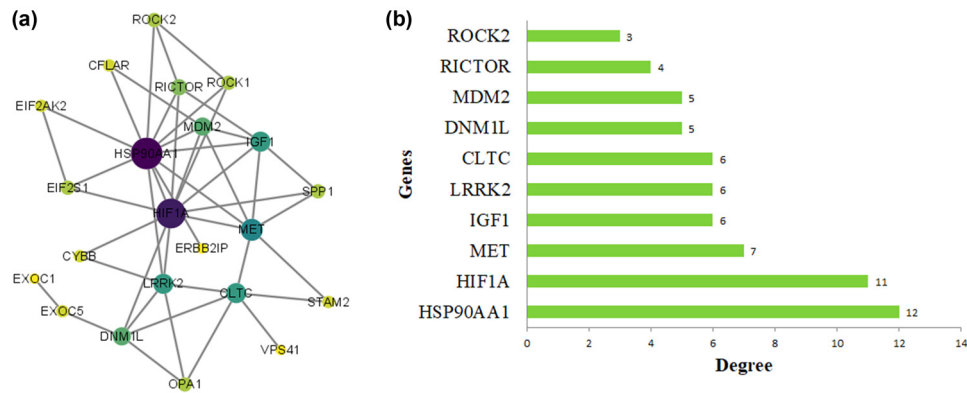 (a)
ROCK2
CFLAR
RICTOR
ROCK1
EIF2AK2
MDM2
IGF1
HSP90AA1
EIF2S1
SPP1
HIF1A
MET
ERBB2IP
CYBB
EXOC1
LRRK2
CLTC
STAM2
EXOC5
DNM1L
VPS41
OPA1
(b)
Genes
ROCK2 3
RICTOR 4
MDM2 5
DNM1L 5
CLTC 6
LRRK2 6
IGF1 6
MET 7
HIF1A 11
HSP90AA1 12
0 2 4 6 8 10 12 14
Degree